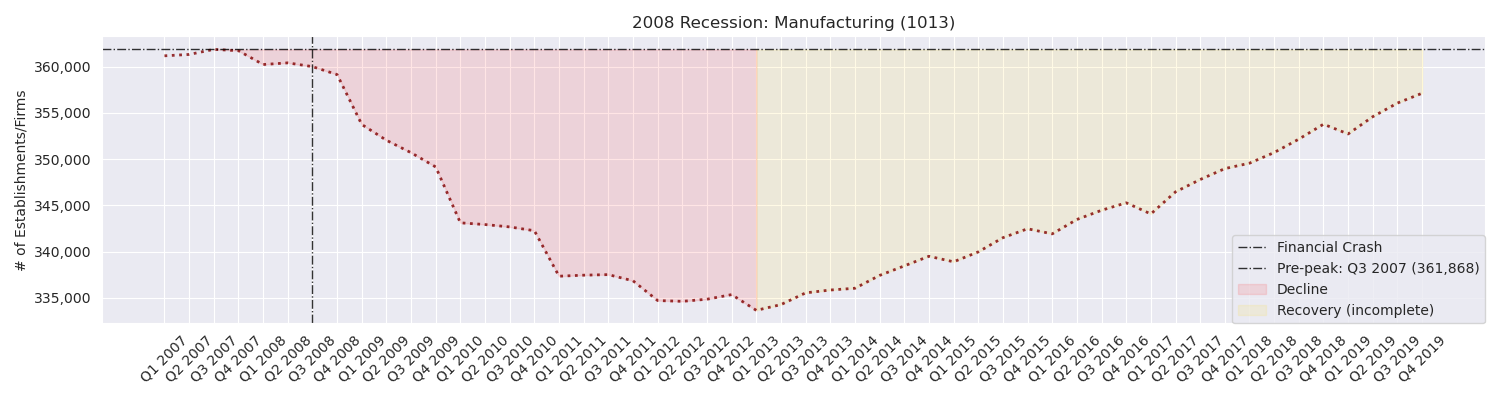 2008 Recession: Manufacturing (1013)
# of Establishments/Firms
360,000
355,000
350,000
345,000
340,000
335,000
Financial Crash
Pre-peak: Q3 2007 (361,868)
Decline
Recovery (incomplete)
Q1 2007
Q2 2007
Q3 2007
Q4 2007
Q1 2008
Q2 2008
Q3 2008
Q4 2008
Q1 2009
Q2 2009
Q3 2009
Q4 2009
Q1 2010
Q2 2010
Q3 2010
Q4 2010
Q1 2011
Q2 2011
Q3 2011
Q4 2011
Q1 2012
Q2 2012
Q3 2012
Q4 2012
Q1 2013
Q2 2013
Q3 2013
Q4 2013
Q1 2014
Q2 2014
Q3 2014
Q4 2014
Q1 2015
Q2 2015
Q3 2015
Q4 2015
Q1 2016
Q2 2016
Q3 2016
Q4 2016
Q1 2017
Q2 2017
Q3 2017
Q4 2017
Q1 2018
Q2 2018
Q3 2018
Q4 2018
Q1 2019
Q2 2019
Q3 2019
Q4 2019